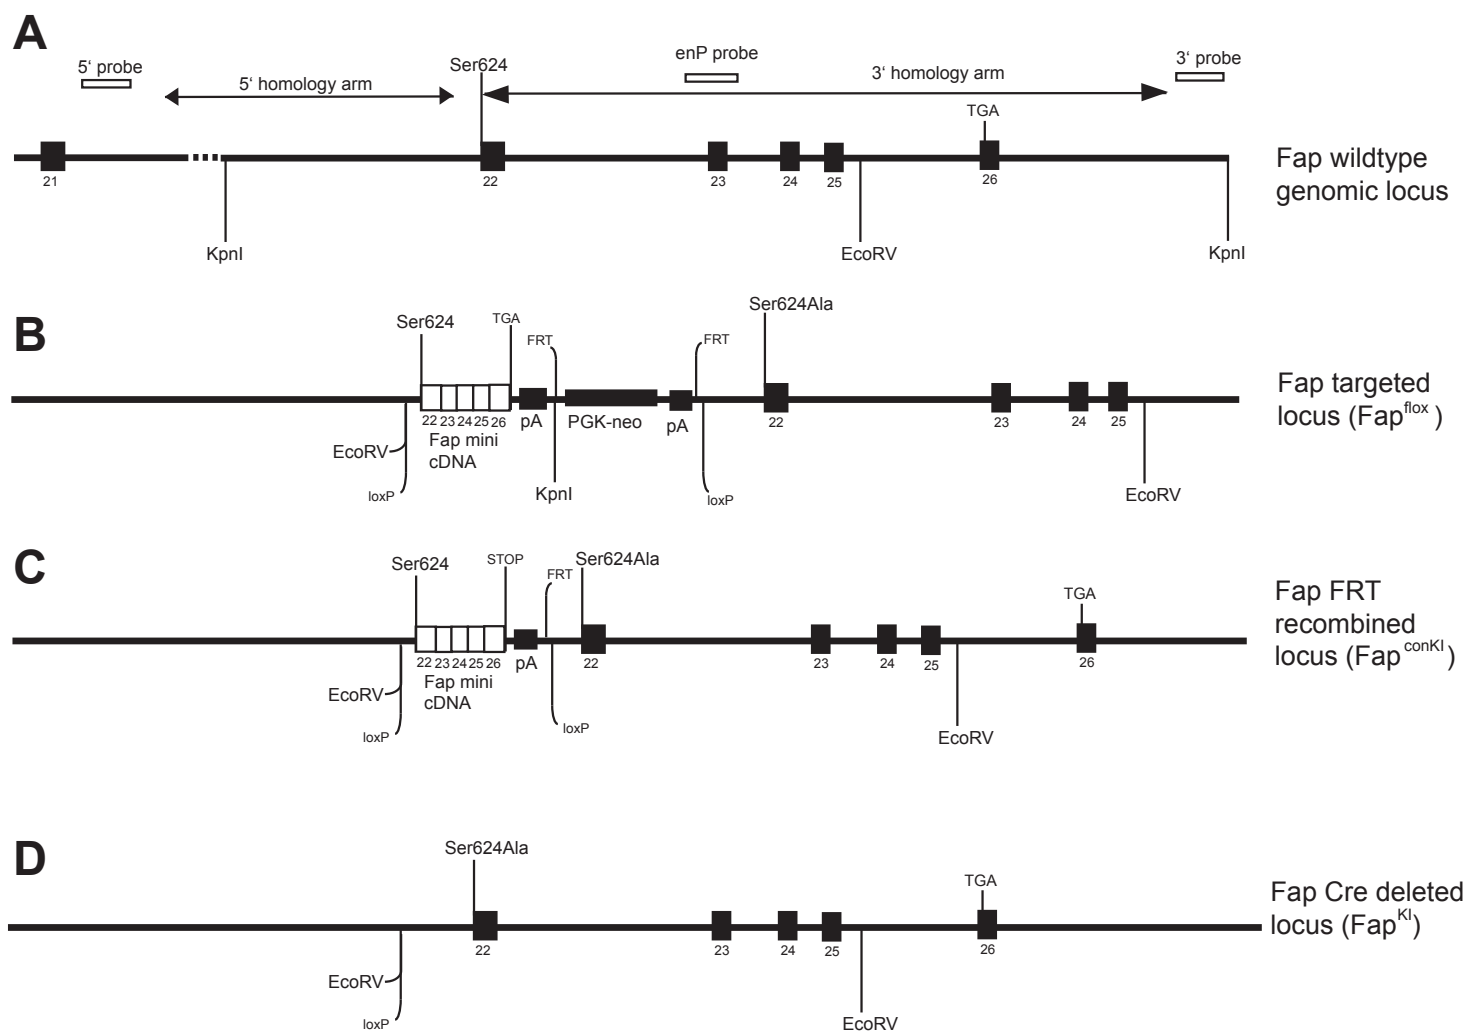 A
5‘ probe
5‘ homology arm
Ser624
enP probe
3‘ homology arm
3‘ probe
TGA
21
22
23
24
25
26
KpnI
EcoRV
KpnI
Fap wildtype
genomic locus
B
Ser624
TGA
FRT
FRT
Ser624Ala
22 23 24 25 26
pA
PGK-neo
pA
22
23
24
25
Fap mini
cDNA
EcoRV
loxP
KpnI
loxP
EcoRV
Fap targeted
locus (Fap flox )
C
Ser624
STOP
FRT
Ser624Ala
TGA
22 23 24 25 26
pA
22
23
24
25
26
Fap mini
cDNA
EcoRV
loxP
loxP
EcoRV
Fap FRT
recombined
locus (Fap conKI)
D
Ser624Ala
TGA
22
23
24
25
26
EcoRV
loxP
EcoRV
Fap Cre deleted
locus (Fap KI)